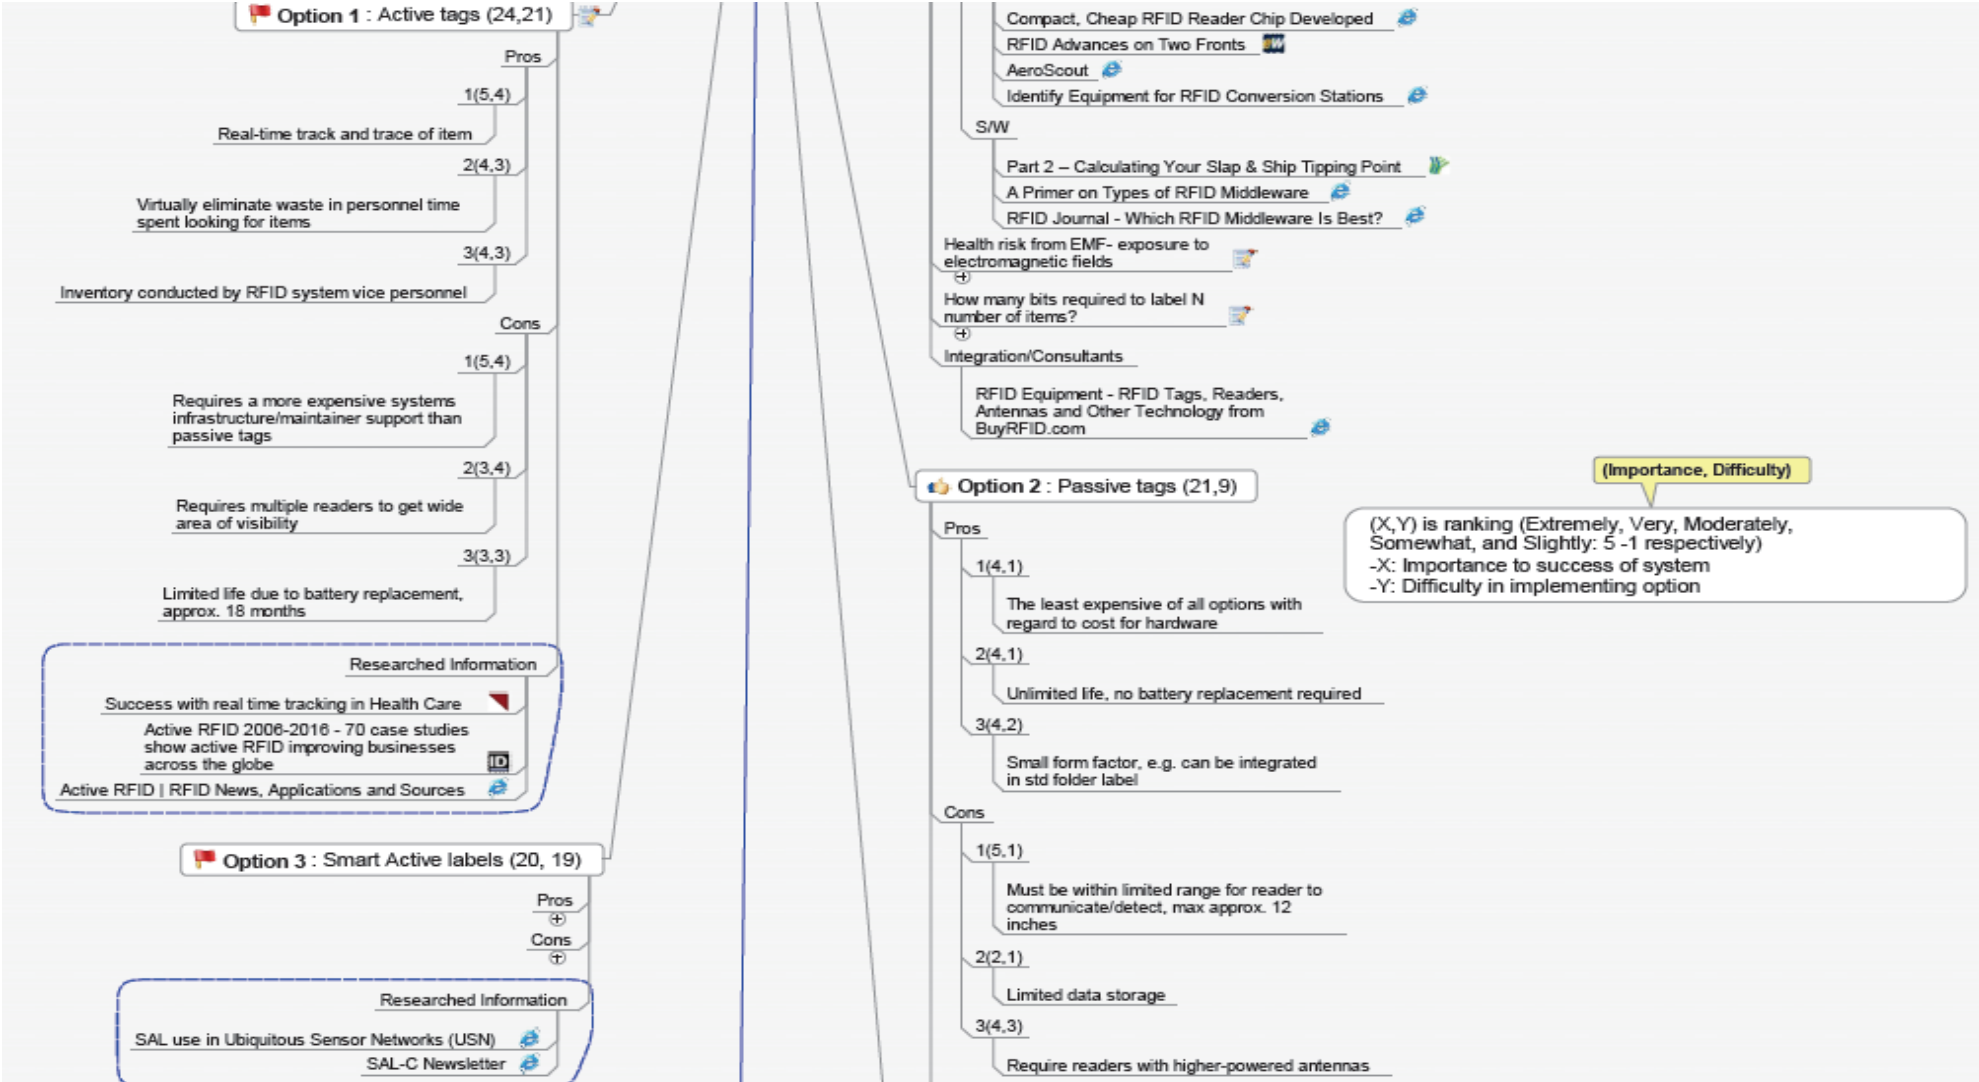 Option 1 : Active tags (24,21)
Pros
1(5,4)
Real-time track and trace of item
2(4,3)
Virtually eliminate waste in personnel time
spent looking for items
3(4,3)
Inventory conducted by RFID system vice personnel
Cons
1(5,4)
Requires a more expensive systems
infrastructure/maintainer support than
passive tags
2(3,4)
Requires multiple readers to get wide
area of visibility
3(3,3)
Limited life due to battery replacement,
approx. 18 months
Researched Information
Success with real time tracking in Health Care
Active RFID 2006-2016 - 70 case studies
show active RFID improving businesses
across the globe
ID
Active RFID | RFID News, Applications and Sources
Option 3 : Smart Active labels (20, 19)
Pros
Cons
Researched Information
SAL use in Ubiquitous Sensor Networks (USN)
SAL-C Newsletter
Compact, Cheap RFID Reader Chip Developed
RFID Advances on Two Fronts
AeroScout
Identify Equipment for RFID Conversion Stations
S/W
Part 2 – Calculating Your Slap & Ship Tipping Point
A Primer on Types of RFID Middleware
RFID Journal - Which RFID Middleware Is Best?
Health risk from EMF- exposure to
electromagnetic fields
How many bits required to label N
number of items?
Integration/Consultants
RFID Equipment - RFID Tags, Readers,
Antennas and Other Technology from
BuyRFID.com
Option 2 : Passive tags (21,9)
Pros
1(4,1)
The least expensive of all options with
regard to cost for hardware
2(4,1)
Unlimited life, no battery replacement required
3(4,2)
Small form factor, e.g. can be integrated
in std folder label
Cons
1(5,1)
Must be within limited range for reader to
communicate/detect, max approx. 12
inches
2(2,1)
Limited data storage
3(4,3)
Require readers with higher-powered antennas
(Importance, Difficulty)
(X,Y) is ranking (Extremely, Very, Moderately,
Somewhat, and Slightly: 5 -1 respectively)
-X: Importance to success of system
-Y: Difficulty in implementing option